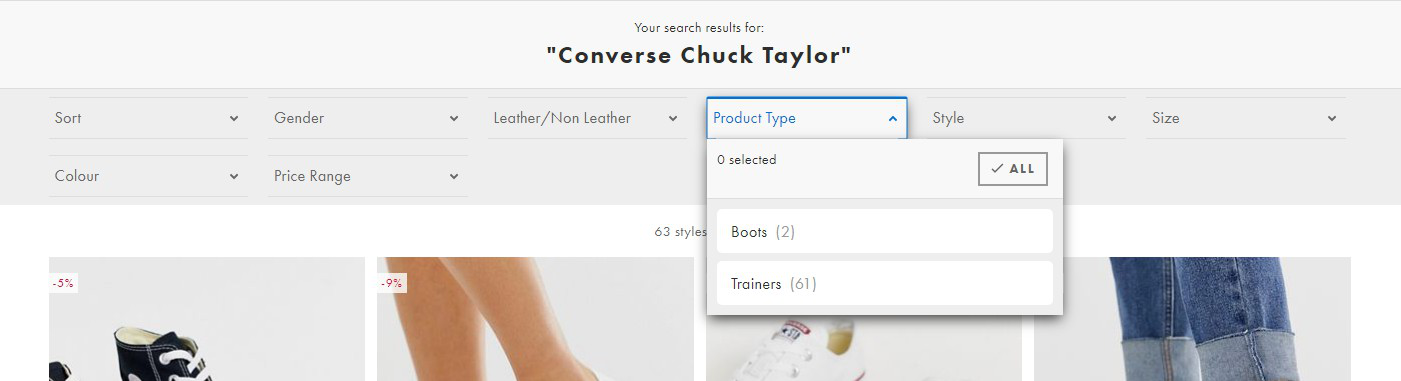 Your search results for:
"Converse Chuck Taylor"
Sort
Gender
Leather/Non Leather
Product Type
Style
Size
Colour
Price Range
0 selected
ALL
Boots (2)
Trainers (61)
63 styles
-5%
-9%